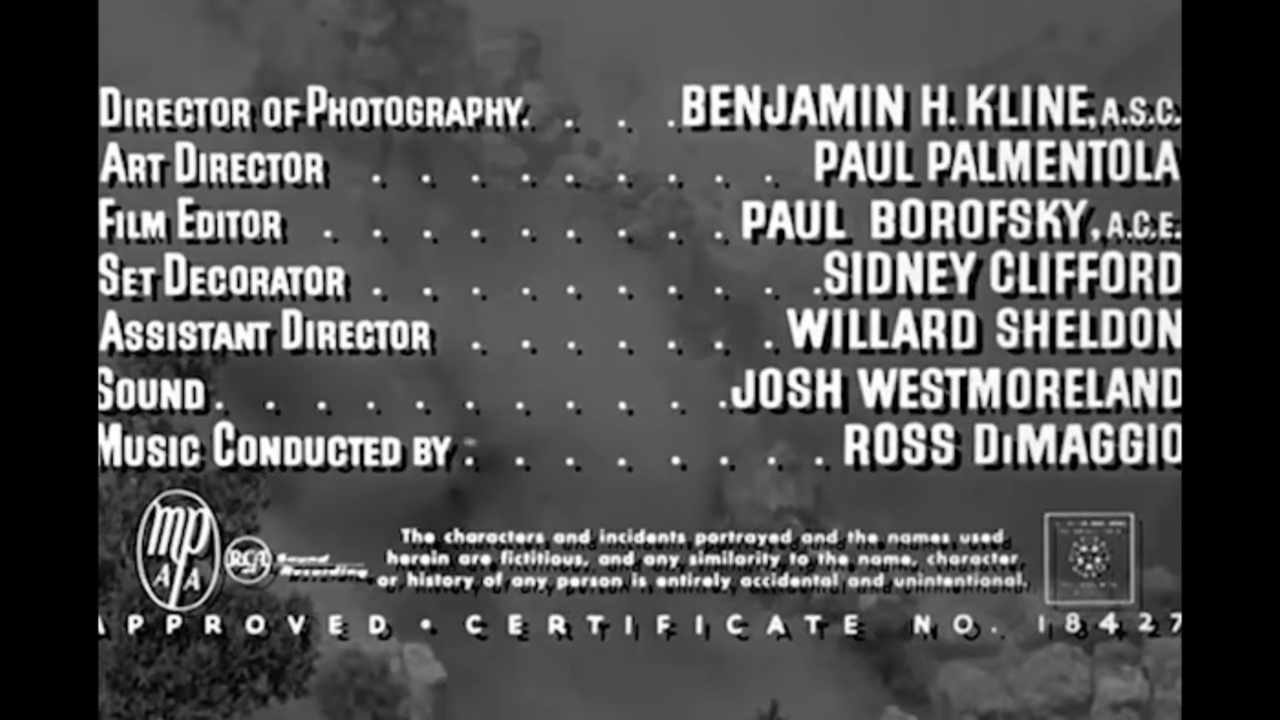 DIRECTOR OF PHOTOGRAPHY. . . . BENJAMIN H. KLINE, A.S.C.
ART DIRECTOR . . . . . . . . . PAUL PALMENTOLA
FILM EDITOR . . . . . . . . . PAUL BOROFSKY, A.C.E.
SET DECORATOR . . . . . . . . . . SIDNEY CLIFFORD
ASSISTANT DIRECTOR . . . . . . . WILLARD SHELDON
SOUND . . . . . . . . . . . JOSH WESTMORELAND
MUSIC CONDUCTED BY . . . . . . . . ROSS DiMAGGIO
MPAA
RCA Sound Recording
The characters and incidents portrayed and the names used
herein are fictitious, and any similarity to the name, character
or history of any person is entirely accidental and unintentional.
APPROVED • CERTIFICATE NO. 18427